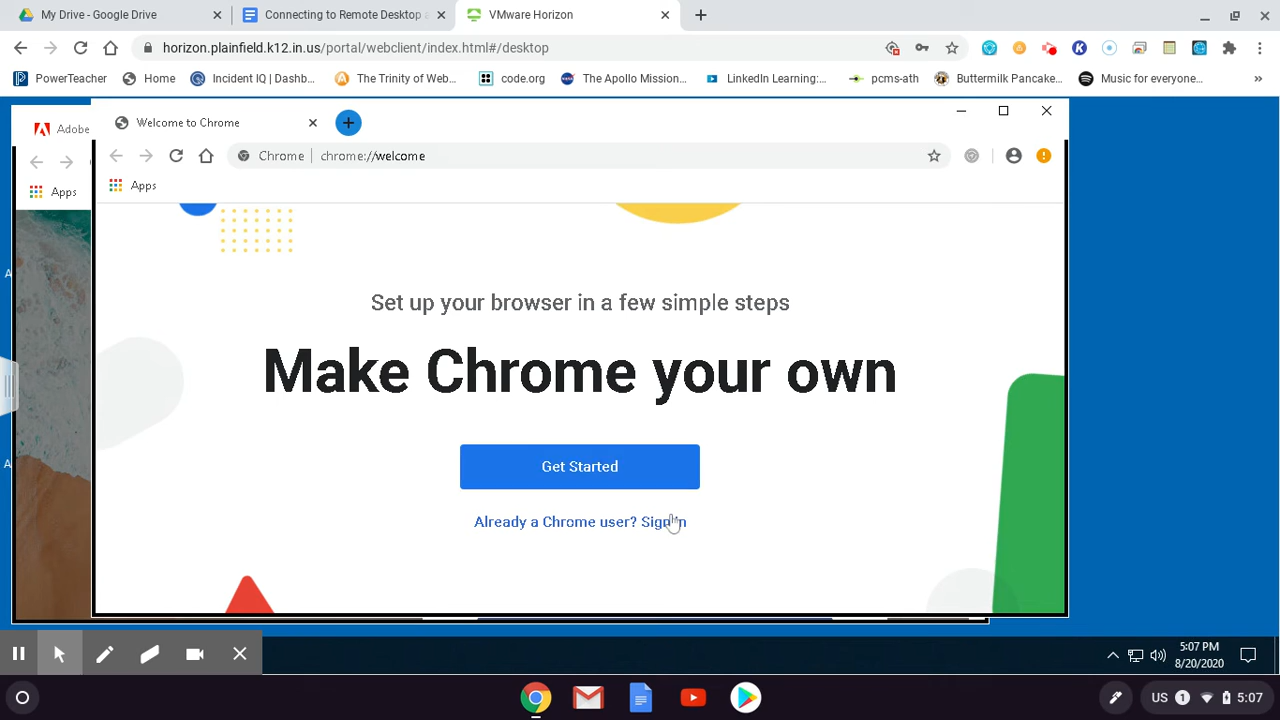 My Drive - Google Drive
Connecting to Remote Desktop a
VMware Horizon
horizon.plainfield.k12.in.us/portal/webclient/index.html#/desktop
PowerTeacher
Home
Incident IQ | Dashb...
The Trinity of Web...
code.org
The Apollo Mission...
LinkedIn Learning:...
pcms-ath
Buttermilk Pancake...
Music for everyone...
»
Adobe
Welcome to Chrome
Chrome | chrome://welcome
Apps
Apps
Set up your browser in a few simple steps
Make Chrome your own
Get Started
Already a Chrome user? Sign in
5:07 PM
8/20/2020
US
1
5:07